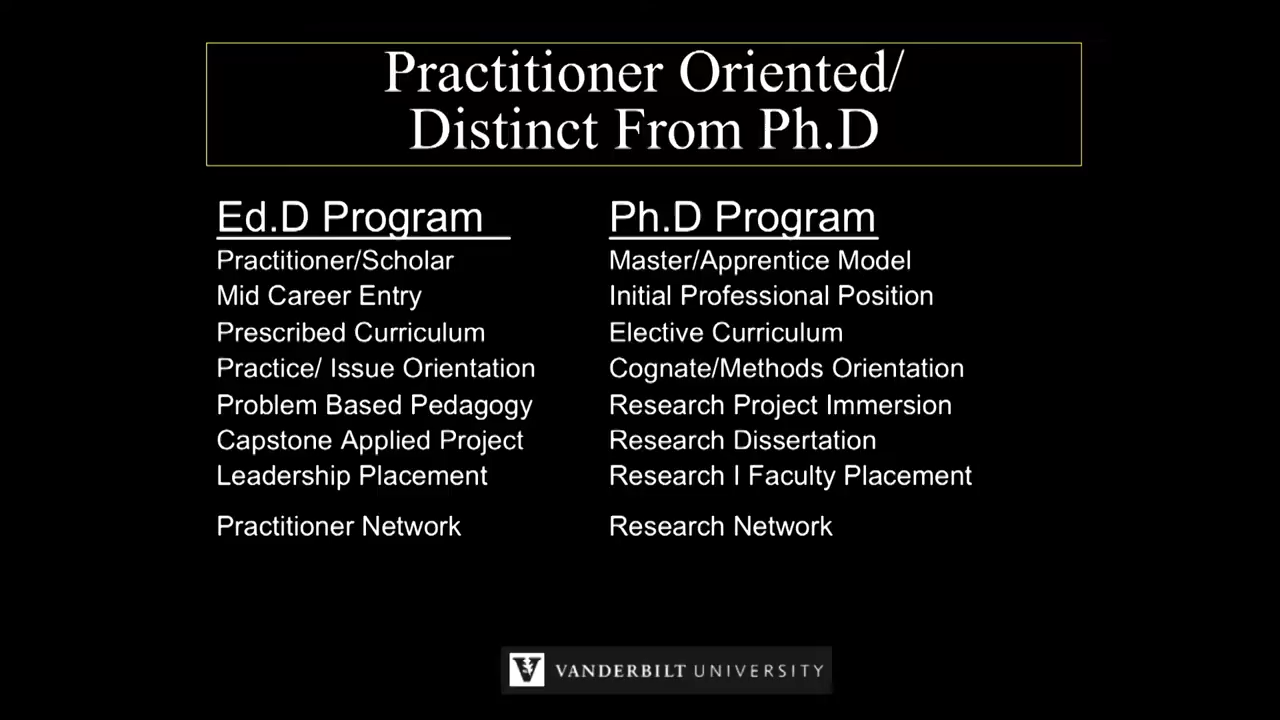 Practitioner Oriented/
Distinct From Ph.D
Ed.D Program
Practitioner/Scholar
Mid Career Entry
Prescribed Curriculum
Practice/ Issue Orientation
Problem Based Pedagogy
Capstone Applied Project
Leadership Placement
Practitioner Network
Ph.D Program
Master/Apprentice Model
Initial Professional Position
Elective Curriculum
Cognate/Methods Orientation
Research Project Immersion
Research Dissertation
Research I Faculty Placement
Research Network
V VANDERBILT UNIVERSITY